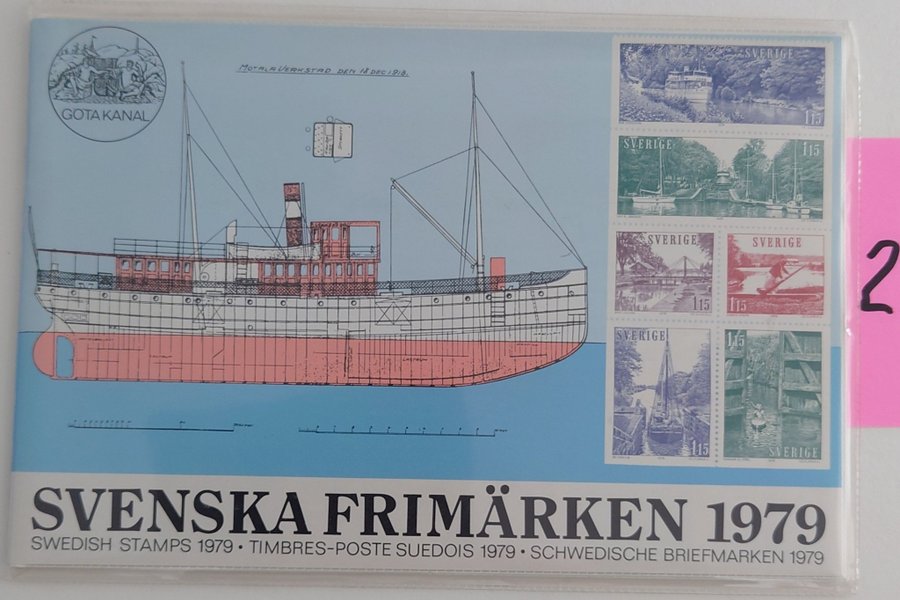 GÖTA KANAL
MOTALA VERKSTAD DEN 18 DEC. 1918.
SVERIGE
1.15
SVERIGE
1.15
SVERIGE
1.15
SVERIGE
1.15
SVERIGE
1.15
1.15
SVERIGE
2
SVENSKA FRIMÄRKEN 1979
SWEDISH STAMPS 1979 • TIMBRES-POSTE SUEDOIS 1979 • SCHWEDISCHE BRIEFMARKEN 1979